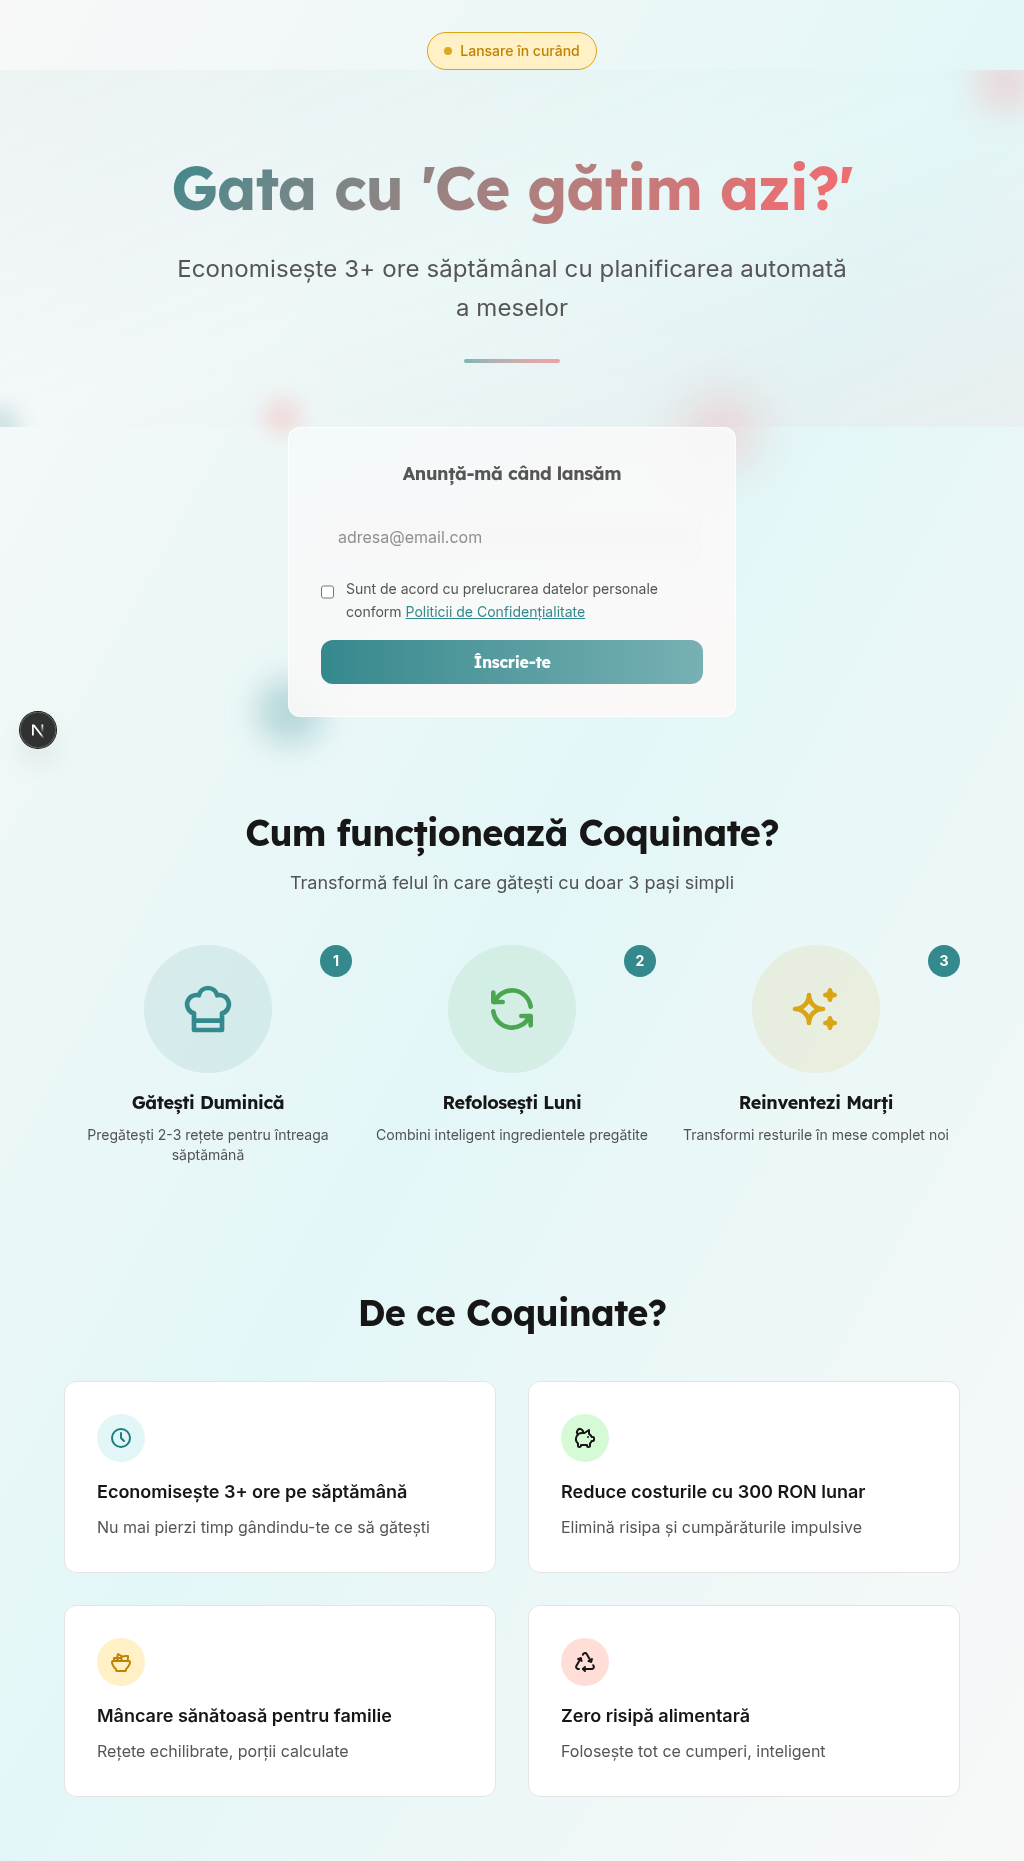 Lansare în curând
Gata cu 'Ce gătim azi?'
Economisește 3+ ore săptămânal cu planificarea automată
a meselor
Anunță-mă când lansăm
adresa@email.com
Sunt de acord cu prelucrarea datelor personale
conform Politicii de Confidențialitate
Înscrie-te
N
Cum funcționează Coquinate?
Transformă felul în care gătești cu doar 3 pași simpli
1
2
3
Gătești Duminică
Refolosești Luni
Reinventezi Marți
Pregătești 2-3 rețete pentru întreaga
săptămână
Combini inteligent ingredientele pregătite
Transformi resturile în mese complet noi
De ce Coquinate?
Economisește 3+ ore pe săptămână
Nu mai pierzi timp gândindu-te ce să gătești
Reduce costurile cu 300 RON lunar
Elimină risipa și cumpărăturile impulsive
Mâncare sănătoasă pentru familie
Rețete echilibrate, porții calculate
Zero risipă alimentară
Folosește tot ce cumperi, inteligent